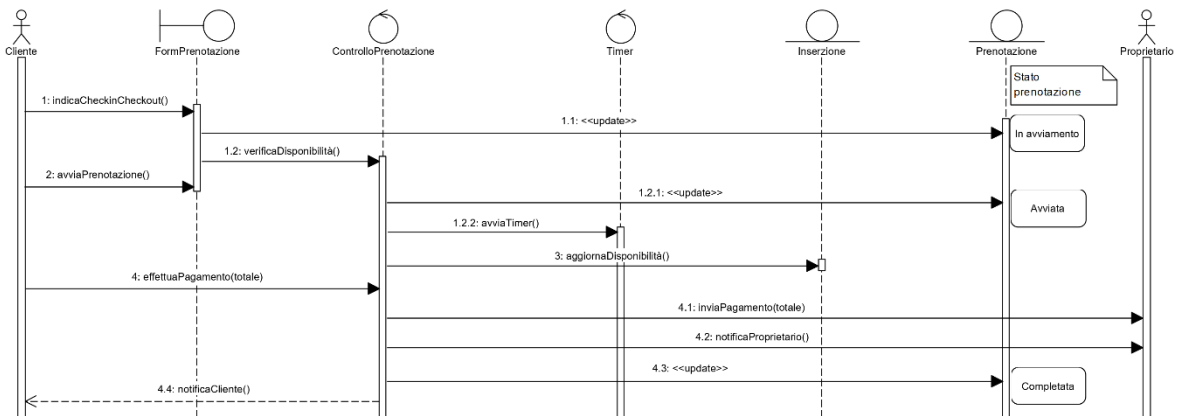 Cliente
FormPrenotazione
ControlloPrenotazione
Timer
Inserzione
Prenotazione
Proprietario
Stato
prenotazione
1: indicaCheckinCheckout()
1.1: <<update>>
In avviamento
1.2: verificaDisponibilità()
2: avviaPrenotazione()
1.2.1: <<update>>
Avviata
1.2.2: avviaTimer()
3: aggiornaDisponibilità()
4: effettuaPagamento(totale)
4.1: inviaPagamento(totale)
4.2: notificaProprietario()
4.3: <<update>>
Completata
4.4: notificaCliente()